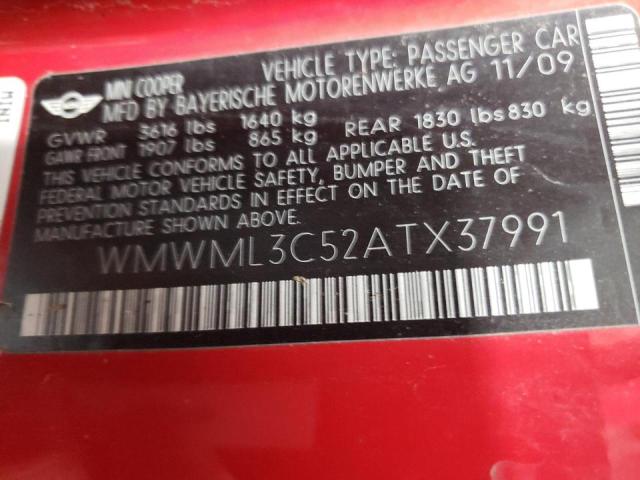 MINI COOPER VEHICLE TYPE: PASSENGER CAR
MFD BY BAYERISCHE MOTORENWERKE AG 11/09
GVWR 3616 lbs 1640 kg
GAWR FRONT 1907 lbs 865 kg REAR 1830 lbs 830 kg
THIS VEHICLE CONFORMS TO ALL APPLICABLE U.S.
FEDERAL MOTOR VEHICLE SAFETY, BUMPER AND THEFT
PREVENTION STANDARDS IN EFFECT ON THE DATE OF
MANUFACTURE SHOWN ABOVE.
WMWML3C52ATX37991
MINI